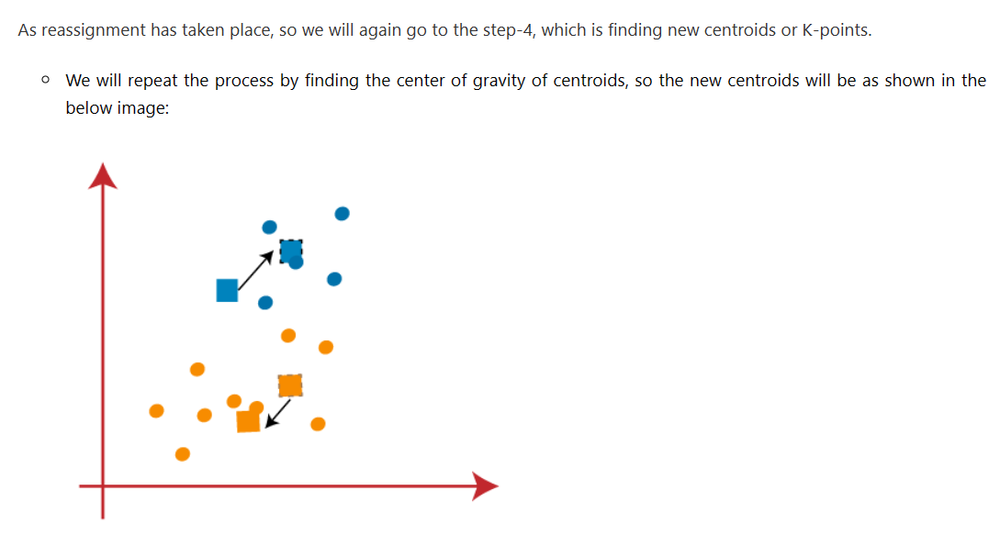 As reassignment has taken place, so we will again go to the step-4, which is finding new centroids or K-points.
We will repeat the process by finding the center of gravity of centroids, so the new centroids will be as shown in the
below image: